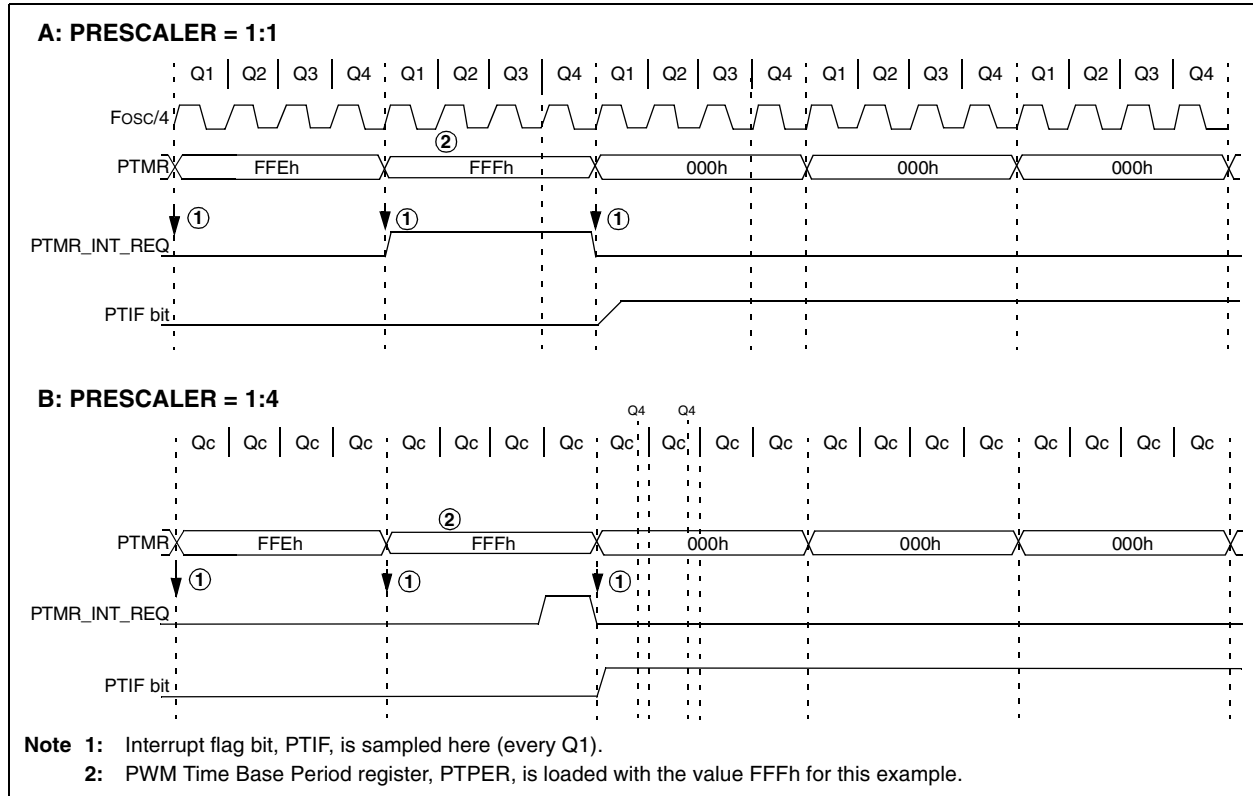 A: PRESCALER = 1:1
Q1 Q2 Q3 Q4 Q1 Q2 Q3 Q4 Q1 Q2 Q3 Q4 Q1 Q2 Q3 Q4 Q1 Q2 Q3 Q4
FOSC/4
2
PTMR FFEh FFFh 000h 000h 000h
1 1 1
PTMR_INT_REQ
PTIF bit
B: PRESCALER = 1:4
Q4 Q4
Qc Qc Qc Qc Qc Qc Qc Qc Qc Qc Qc Qc Qc Qc Qc Qc Qc Qc Qc Qc
2
PTMR FFEh FFFh 000h 000h 000h
1 1 1
PTMR_INT_REQ
PTIF bit
Note 1: Interrupt flag bit, PTIF, is sampled here (every Q1).
2: PWM Time Base Period register, PTPER, is loaded with the value FFFh for this example.